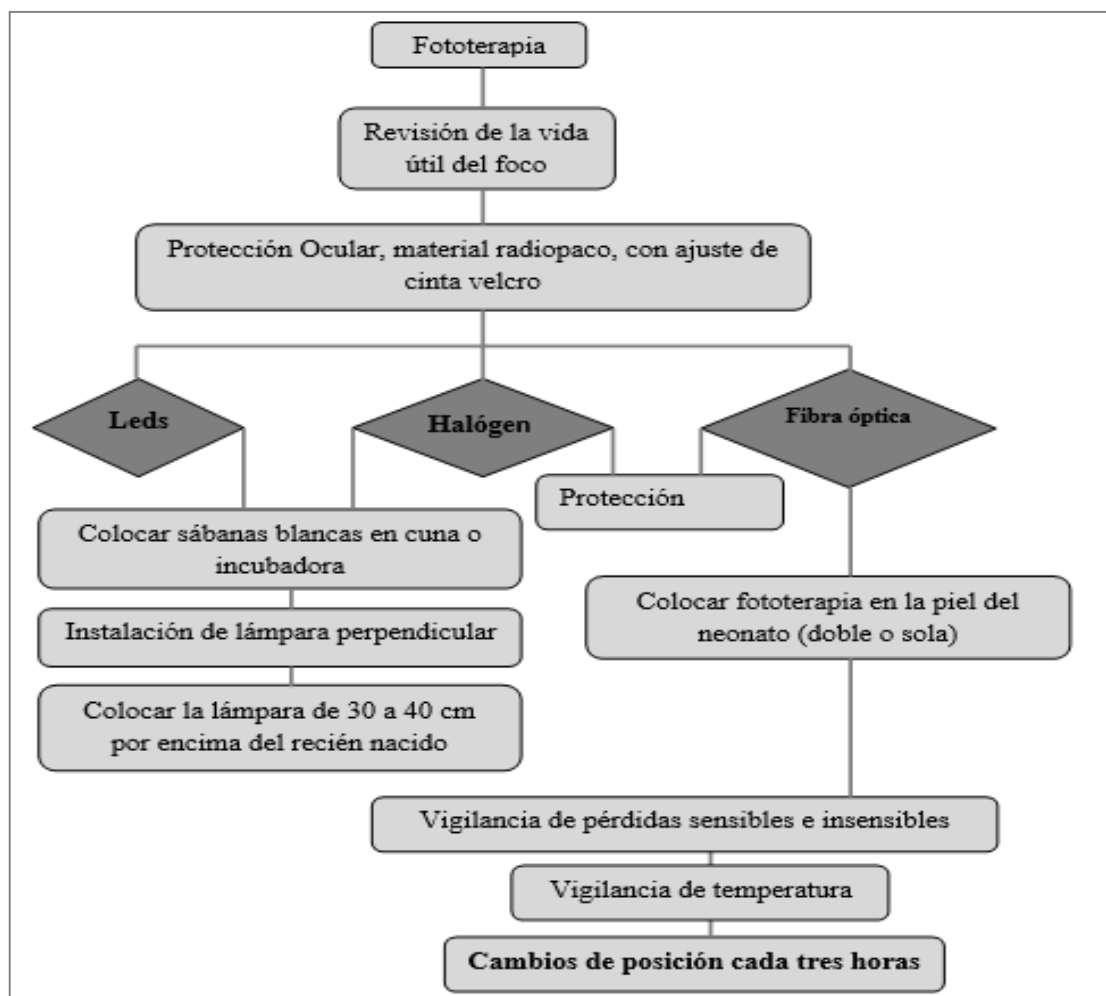 Fototerapia
Revisión de la vida
útil del foco
Protección Ocular, material radiopaco, con ajuste de
cinta velcro
Leds
Halógen
Fibra óptica
Protección
Colocar sábanas blancas en cuna o
incubadora
Instalación de lámpara perpendicular
Colocar la lámpara de 30 a 40 cm
por encima del recién nacido
Colocar fototerapia en la piel del
neonato (doble o sola)
Vigilancia de pérdidas sensibles e insensibles
Vigilancia de temperatura
Cambios de posición cada tres horas